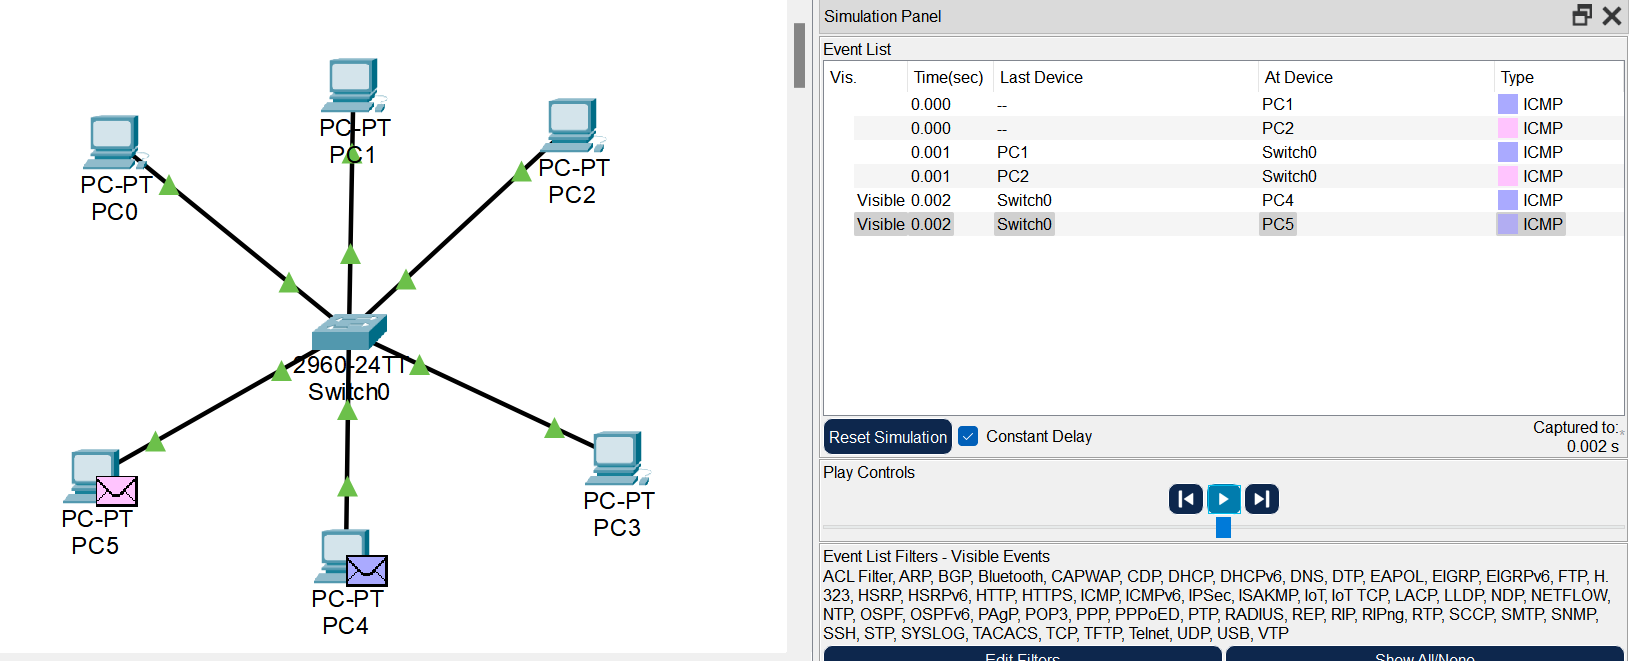 PC-PT
PC0
PC-PT
PC1
PC-PT
PC2
2960-24TT
Switch0
PC-PT
PC5
PC-PT
PC4
PC-PT
PC3
Simulation Panel
Event List
Vis. Time(sec) Last Device At Device Type
0.000 -- PC1 ICMP
0.000 -- PC2 ICMP
0.001 PC1 Switch0 ICMP
0.001 PC2 Switch0 ICMP
Visible 0.002 Switch0 PC4 ICMP
Visible 0.002 Switch0 PC5 ICMP
Reset Simulation Constant Delay
Captured to:*
0.002 s
Play Controls
Event List Filters - Visible Events
ACL Filter, ARP, BGP, Bluetooth, CAPWAP, CDP, DHCP, DHCPv6, DNS, DTP, EAPOL, EIGRP, EIGRPv6, FTP, H.
323, HSRP, HSRPv6, HTTP, HTTPS, ICMP, ICMPv6, IPSec, ISAKMP, IoT, IoT TCP, LACP, LLDP, NDP, NETFLOW,
NTP, OSPF, OSPFv6, PAgP, POP3, PPP, PPPoED, PTP, RADIUS, REP, RIP, RIPng, RTP, SCCP, SMTP, SNMP,
SSH, STP, SYSLOG, TACACS, TCP, TFTP, Telnet, UDP, USB, VTP
Edit Filters Show All/None